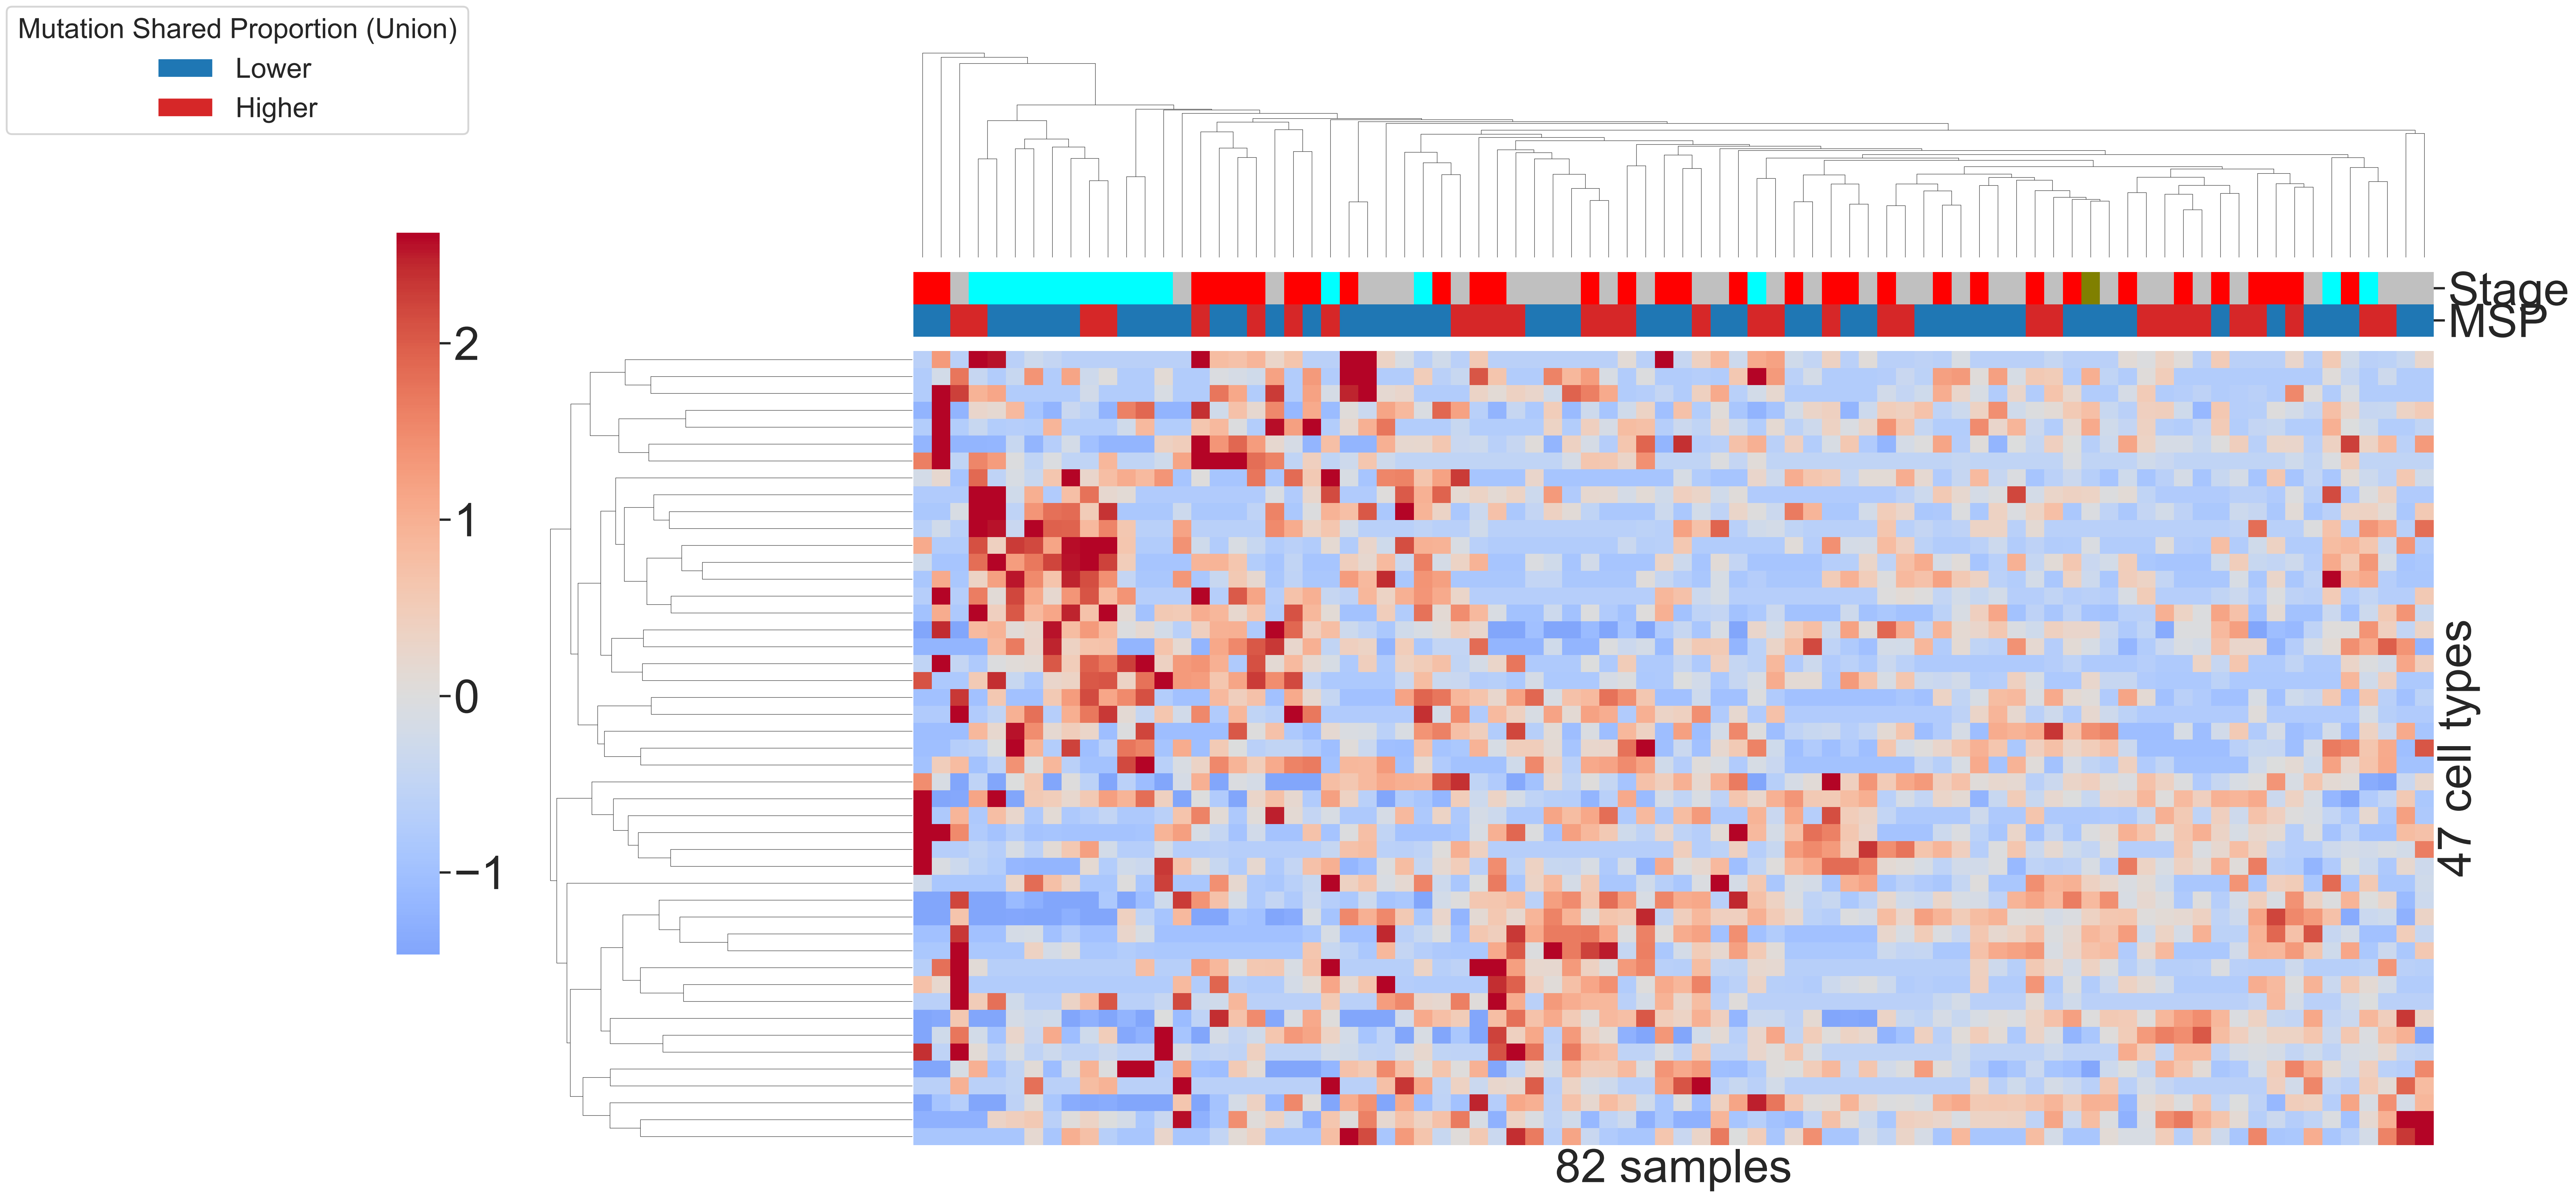 Mutation Shared Proportion (Union)
Lower
Higher
2
1
0
−1
Stage
MSP
47 cell types
82 samples